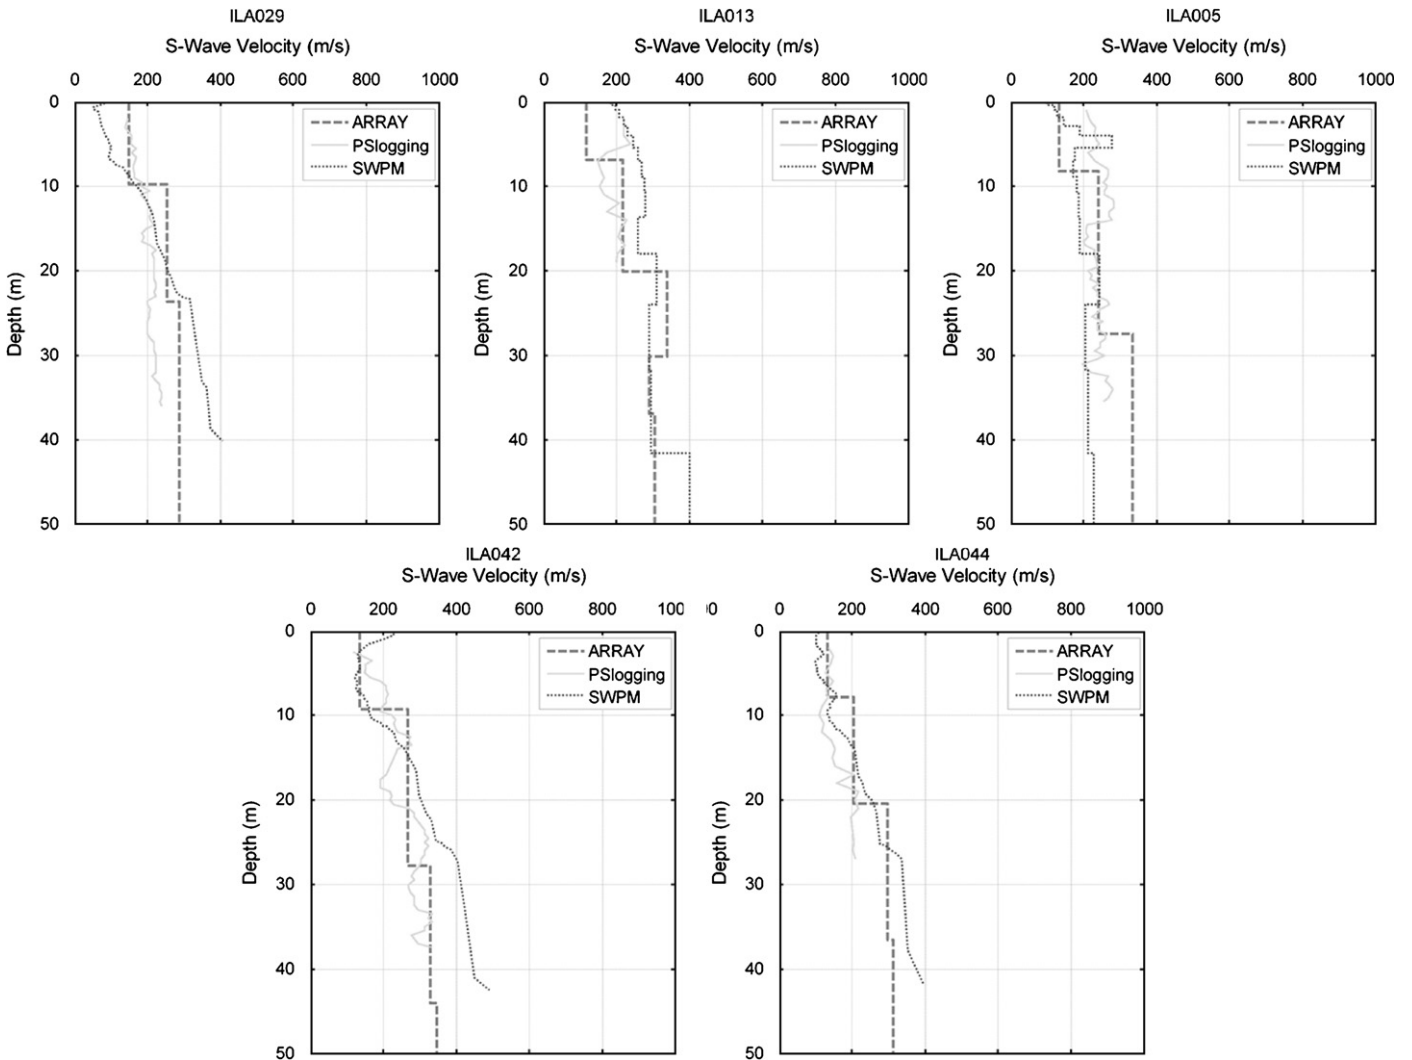 ILA029
S-Wave Velocity (m/s)
0 200 400 600 800 1000
0
10
20
30
40
50
Depth (m)
ARRAY
PSlogging
SWPM
ILA013
S-Wave Velocity (m/s)
0 200 400 600 800 1000
0
10
20
30
40
50
Depth (m)
ARRAY
PSlogging
SWPM
ILA005
S-Wave Velocity (m/s)
0 200 400 600 800 1000
0
10
20
30
40
50
Depth (m)
ARRAY
PSlogging
SWPM
ILA042
S-Wave Velocity (m/s)
0 200 400 600 800 100
0
10
20
30
40
50
Depth (m)
ARRAY
PSlogging
SWPM
ILA044
S-Wave Velocity (m/s)
0 0 200 400 600 800 1000
0
10
20
30
40
50
Depth (m)
ARRAY
PSlogging
SWPM